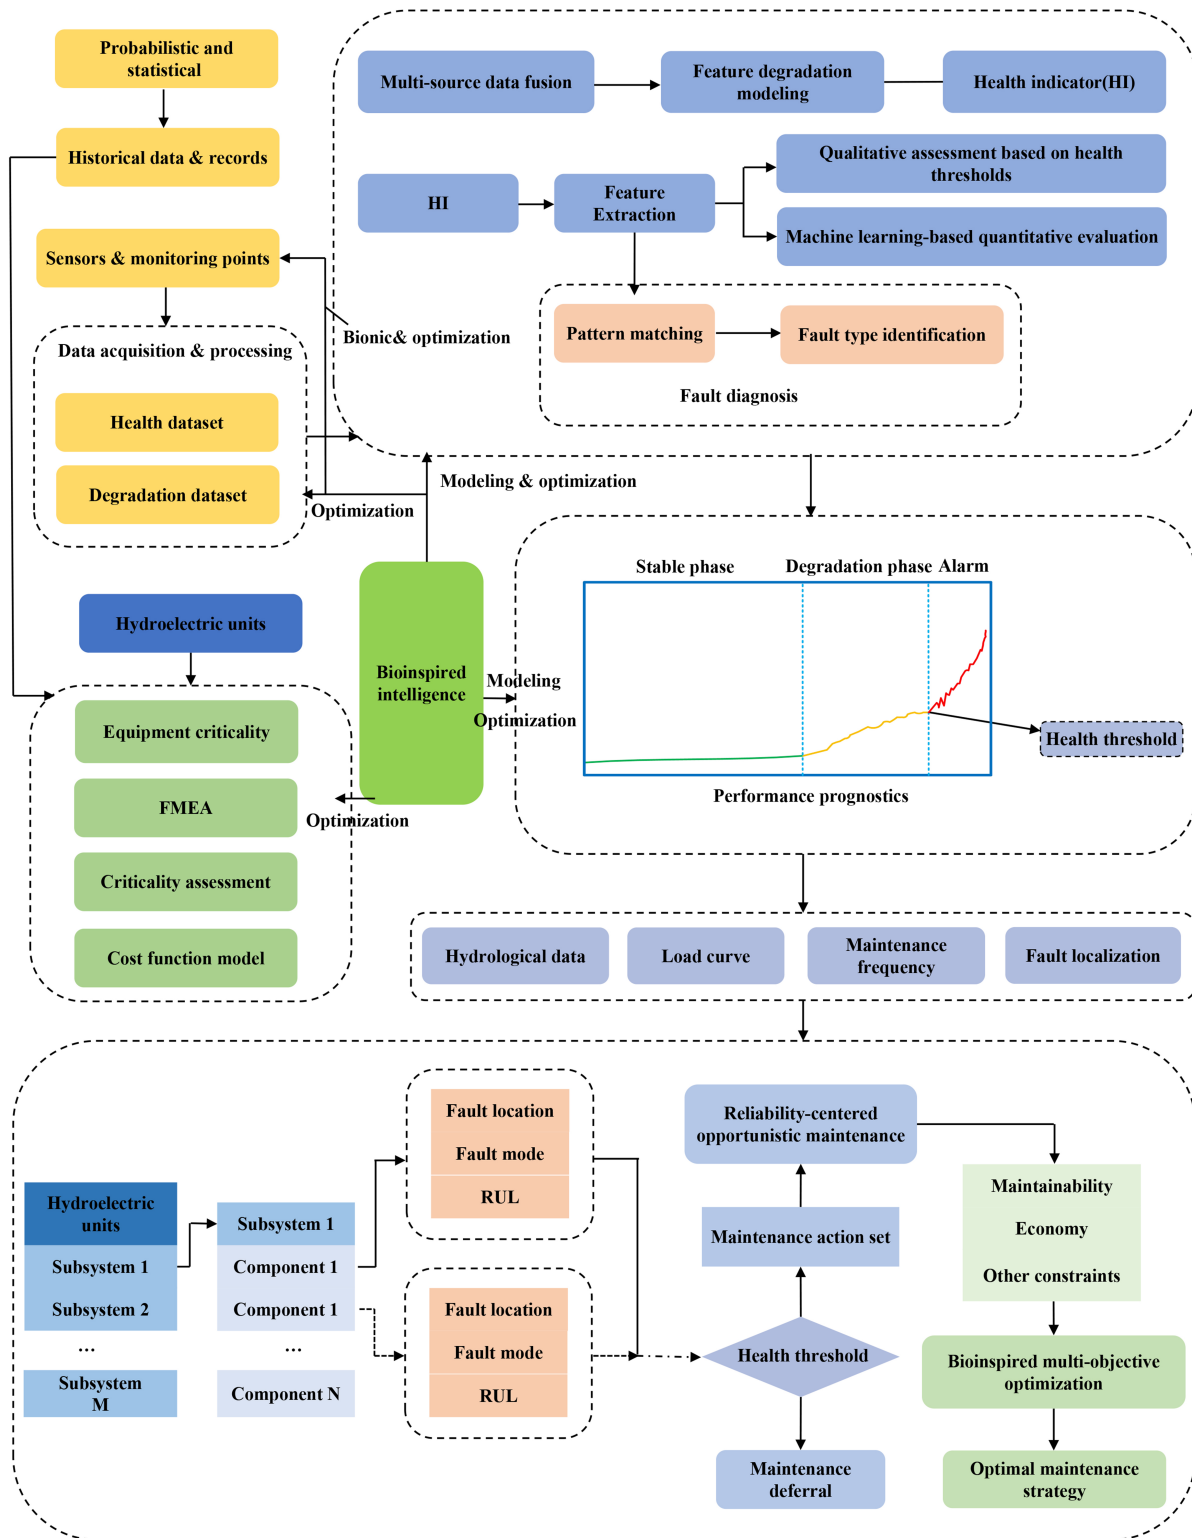 Probabilistic and
statistical
Historical data & records
Sensors & monitoring points
Data acquisition & processing
Health dataset
Degradation dataset
Multi-source data fusion
Feature degradation
modeling
Health indicator(HI)
HI
Feature
Extraction
Qualitative assessment based on health
thresholds
Machine learning-based quantitative evaluation
Pattern matching
Fault type identification
Fault diagnosis
Bionic& optimization
Modeling & optimization
Optimization
Hydroelectric units
Equipment criticality
FMEA
Criticality assessment
Cost function model
Bioinspired
intelligence
Modeling
Optimization
Optimization
Stable phase
Degradation phase
Alarm
Health threshold
Performance prognostics
Hydrological data
Load curve
Maintenance
frequency
Fault localization
Hydroelectric
units
Subsystem 1
Subsystem 2
...
Subsystem
M
Subsystem 1
Component 1
Component 1
...
Component N
Fault location
Fault mode
RUL
Fault location
Fault mode
RUL
Reliability-centered
opportunistic maintenance
Maintenance action set
Health threshold
Maintenance
deferral
Maintainability
Economy
Other constraints
Bioinspired multi-objective
optimization
Optimal maintenance
strategy